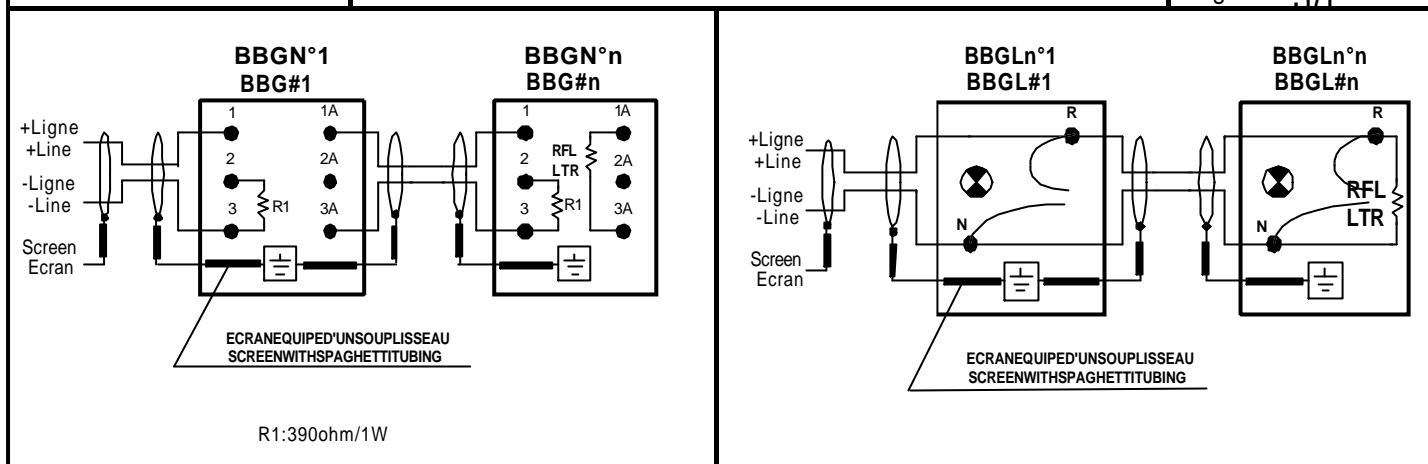 BBGN°1
BBG#1
BBGN°n
BBG#n
1
1A
1
1A
+Ligne
+Line
2
2A
2
RFL
LTR
2A
-Ligne
-Line
3
R1
3A
3
R1
3A
Screen
Ecran
ECRANEQUIPED'UNSOUPLISSEAU
SCREENWITHSPAGHETTITUBING
R1:390ohm/1W
BBGLn°1
BBGL#1
BBGLn°n
BBGL#n
R
R
+Ligne
+Line
-Ligne
-Line
RFL
LTR
N
N
Screen
Ecran
ECRANEQUIPED'UNSOUPLISSEAU
SCREENWITHSPAGHETTITUBING